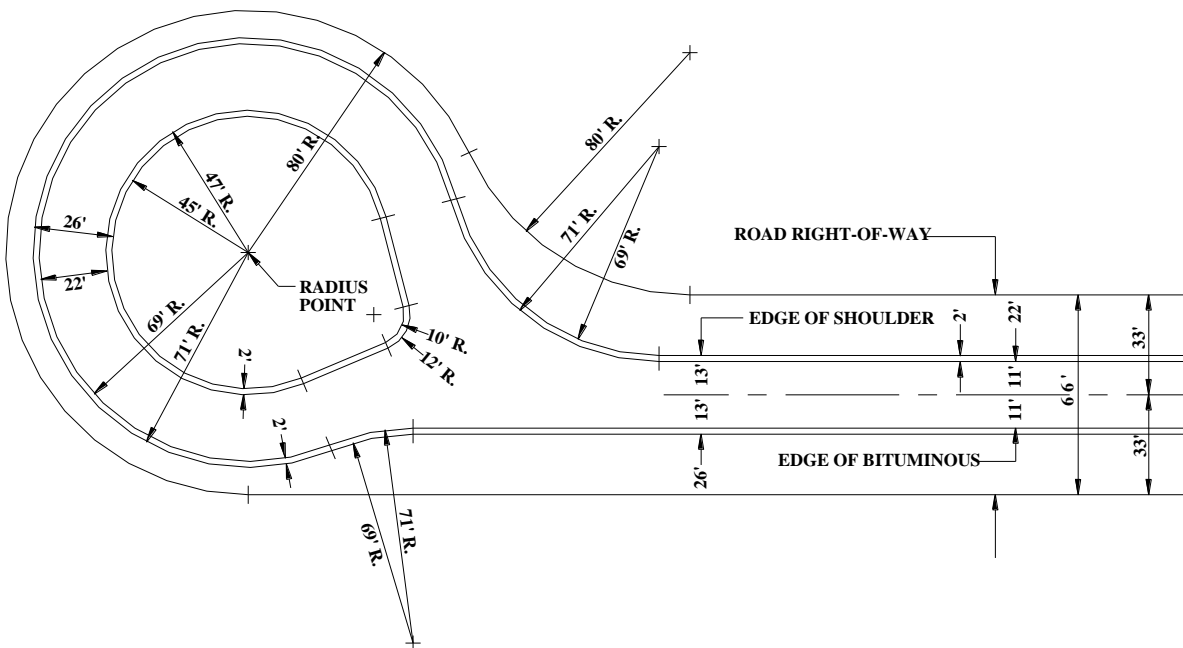 80' R.
80' R.
47' R.
45' R.
26'
22'
71' R.
69' R.
ROAD RIGHT-OF-WAY
RADIUS
POINT
69' R.
71' R.
2'
EDGE OF SHOULDER
2'
22'
33'
10' R.
12' R.
13'
11'
66'
13'
11'
2'
26'
EDGE OF BITUMINOUS
33'
69' R.
71' R.